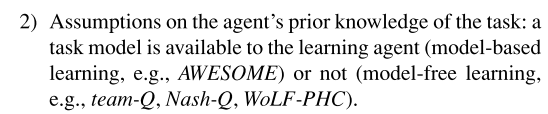 2) Assumptions on the agent's prior knowledge of the task: a
task model is available to the learning agent (model-based
learning, e.g., AWESOME) or not (model-free learning,
e.g., team-Q, Nash-Q, WoLF-PHC).